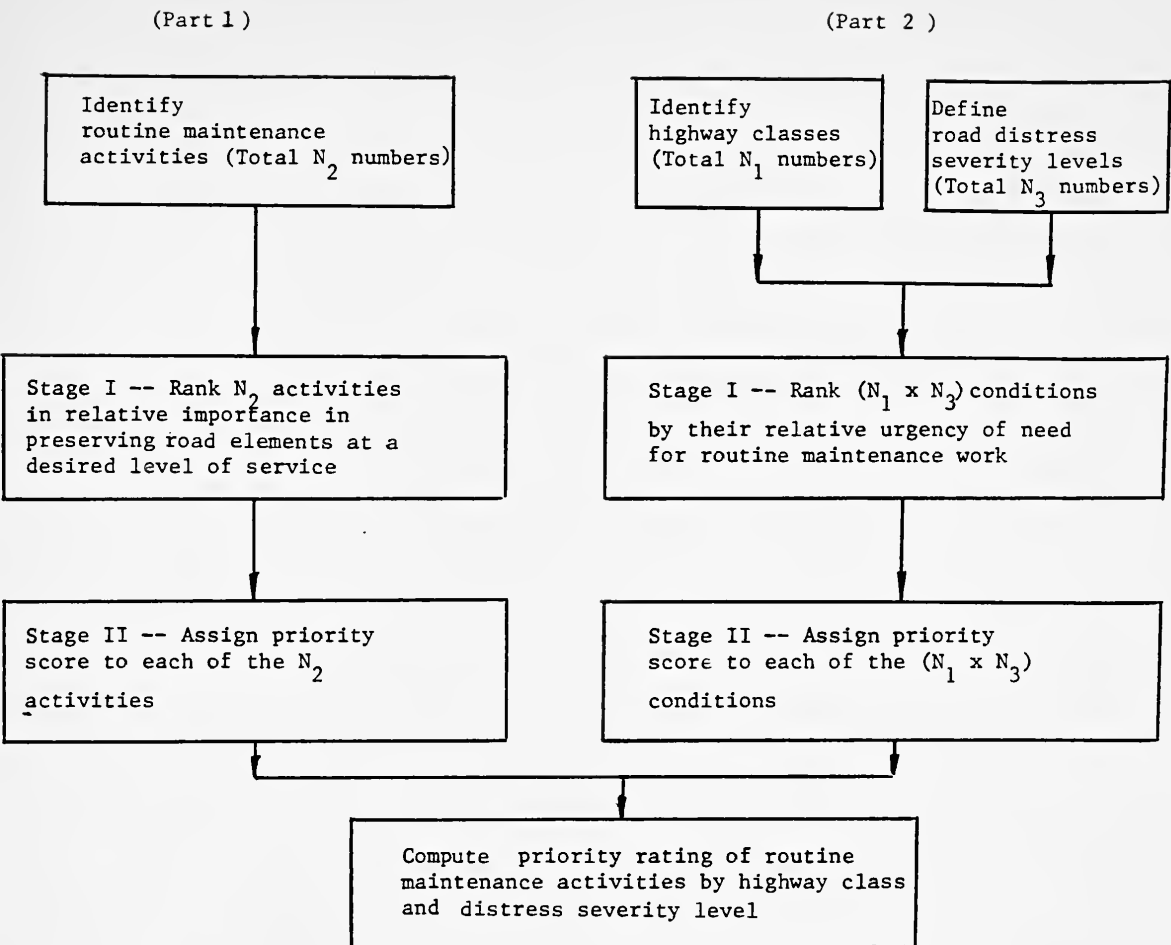 (Part 1)
(Part 2 )
Identify
routine maintenance
activities (Total N₂ numbers)
Identify
highway classes
(Total N₁ numbers)
Define
road distress
severity levels
(Total N₃ numbers)
Stage I -- Rank N₂ activities
in relative importance in
preserving road elements at a
desired level of service
Stage I -- Rank (N₁ x N₃) conditions
by their relative urgency of need
for routine maintenance work
Stage II -- Assign priority
score to each of the N₂
activities
Stage II -- Assign priority
score to each of the (N₁ x N₃)
conditions
Compute priority rating of routine
maintenance activities by highway class
and distress severity level